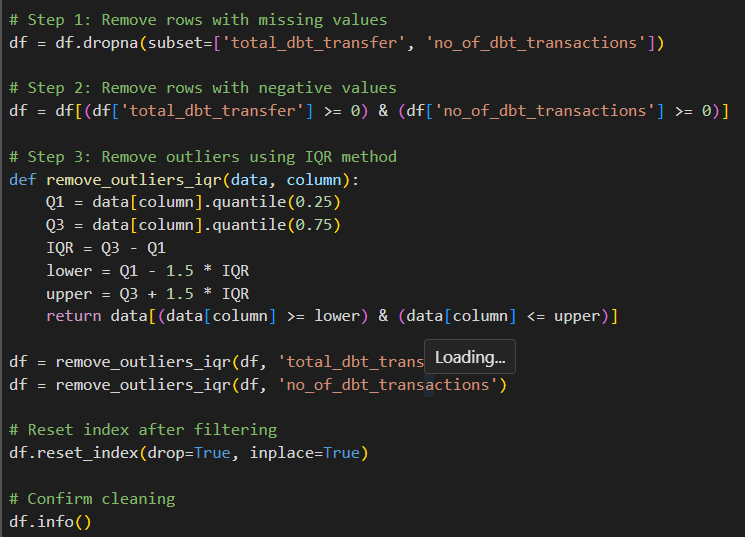 # Step 1: Remove rows with missing values
df = df.dropna(subset=['total_dbt_transfer', 'no_of_dbt_transactions'])
# Step 2: Remove rows with negative values
df = df[(df['total_dbt_transfer'] >= 0) & (df['no_of_dbt_transactions'] >= 0)]
# Step 3: Remove outliers using IQR method
def remove_outliers_iqr(data, column):
    Q1 = data[column].quantile(0.25)
    Q3 = data[column].quantile(0.75)
    IQR = Q3 - Q1
    lower = Q1 - 1.5 * IQR
    upper = Q3 + 1.5 * IQR
    return data[(data[column] >= lower) & (data[column] <= upper)]
df = remove_outliers_iqr(df, 'total_dbt_trans
Loading...
df = remove_outliers_iqr(df, 'no_of_dbt_transactions')
# Reset index after filtering
df.reset_index(drop=True, inplace=True)
# Confirm cleaning
df.info()